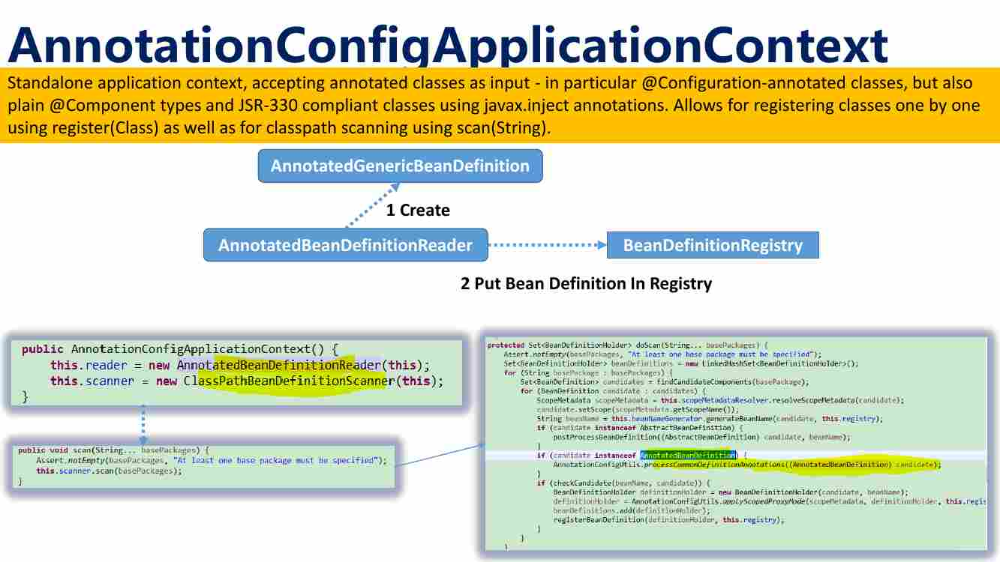 AnnotationConfigApplicationContext
Standalone application context, accepting annotated classes as input - in particular @Configuration-annotated classes, but also
plain @Component types and JSR-330 compliant classes using javax.inject annotations. Allows for registering classes one by one
using register(Class) as well as for classpath scanning using scan(String).
AnnotatedGenericBeanDefinition
1 Create
AnnotatedBeanDefinitionReader
BeanDefinitionRegistry
2 Put Bean Definition In Registry
public AnnotationConfigApplicationContext() {
this.reader = new AnnotatedBeanDefinitionReader(this);
this.scanner = new ClassPathBeanDefinitionScanner(this);
}
public void scan(String... basePackages) {
Assert.notEmpty(basePackages, "At least one base package must be specified");
this.scanner.scan(basePackages);
}
protected Set<BeanDefinitionHolder> doScan(String... basePackages) {
Assert.notEmpty(basePackages, "At least one base package must be specified");
Set<BeanDefinitionHolder> beanDefinitions = new LinkedHashSet<BeanDefinitionHolder>();
for (String basePackage : basePackages) {
Set<BeanDefinition> candidates = findCandidateComponents(basePackage);
for (BeanDefinition candidate : candidates) {
ScopeMetadata scopeMetadata = this.scopeMetadataResolver.resolveScopeMetadata(candidate);
candidate.setScope(scopeMetadata.getScopeName());
String beanName = this.beanNameGenerator.generateBeanName(candidate, this.registry);
if (candidate instanceof AbstractBeanDefinition) {
postProcessBeanDefinition((AbstractBeanDefinition) candidate, beanName);
}
if (candidate instanceof AnnotatedBeanDefinition) {
AnnotationConfigUtils.processCommonDefinitionAnnotations((AnnotatedBeanDefinition) candidate);
}
if (checkCandidate(beanName, candidate)) {
BeanDefinitionHolder definitionHolder = new BeanDefinitionHolder(candidate, beanName);
definitionHolder = AnnotationConfigUtils.applyScopedProxyMode(scopeMetadata, definitionHolder, this.regis
beanDefinitions.add(definitionHolder);
registerBeanDefinition(definitionHolder, this.registry);
}
}
}